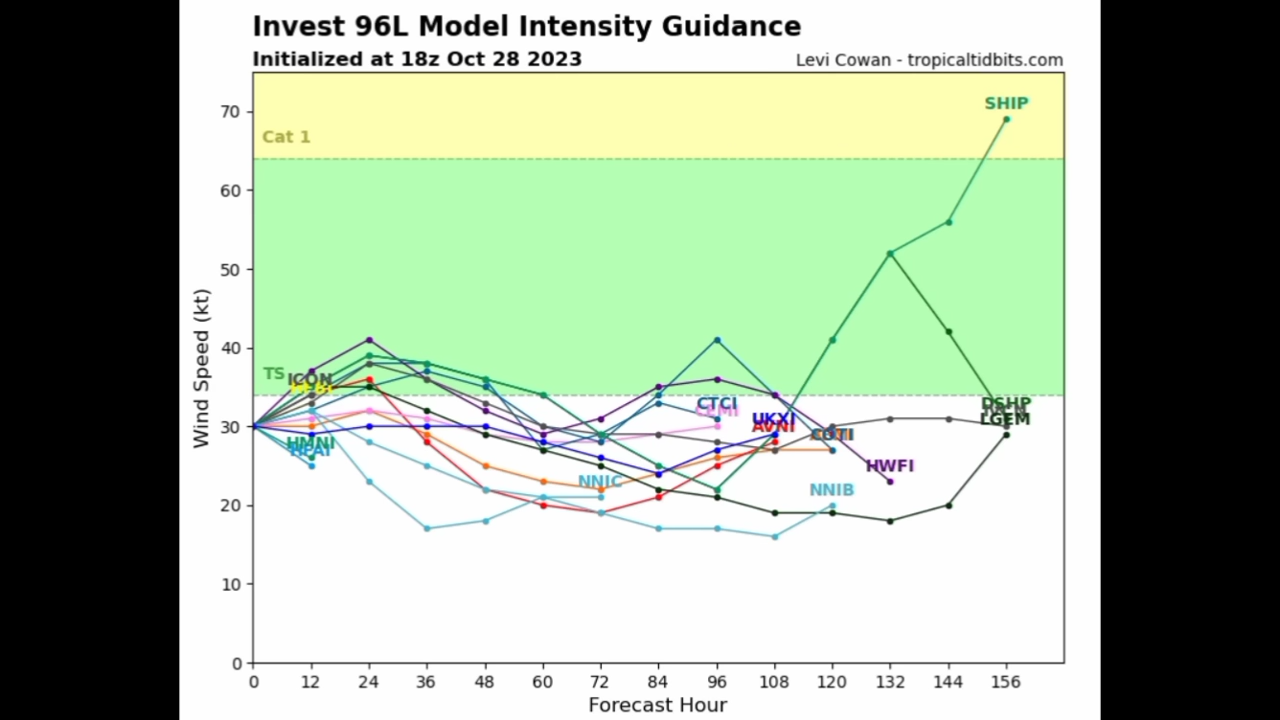 Invest 96L Model Intensity Guidance
Initialized at 18z Oct 28 2023
Levi Cowan - tropicaltidbits.com
70
60
50
40
30
20
10
0
Wind Speed (kt)
Cat 1
TS
SHIP
ICON
HMNI
NNIC
CTCI
CEMI
UKXI
AVNI
HWFI
NNIB
DSHP
LGEM
0 12 24 36 48 60 72 84 96 108 120 132 144 156
Forecast Hour